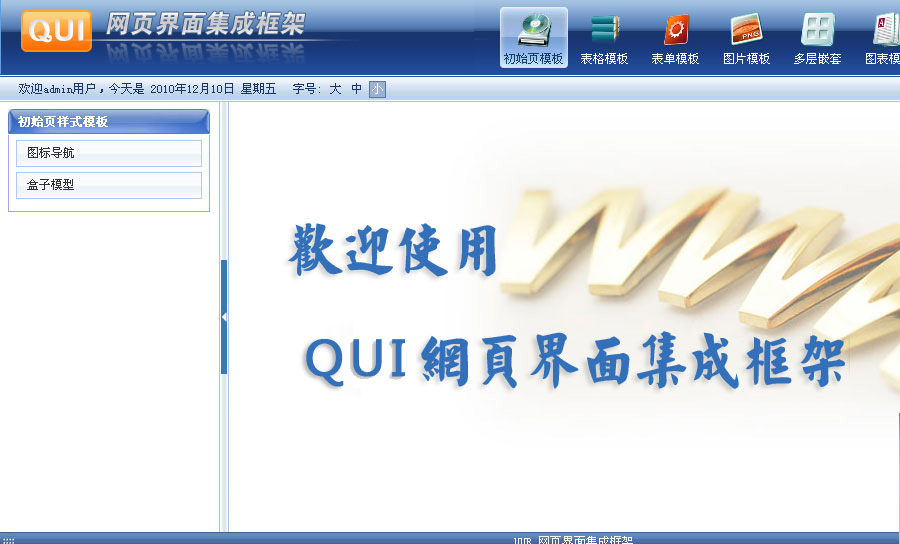 QUI 网页界面集成框架
初始页模板 表格模板 表单模板 图片模板 多层嵌套 图表模
欢迎admin用户，今天是 2010年12月10日 星期五 字号: 大 中 小
初始页样式模板
图标导航
盒子模型
歡迎使用
QUI 網頁界面集成框架
网页界面集成框架